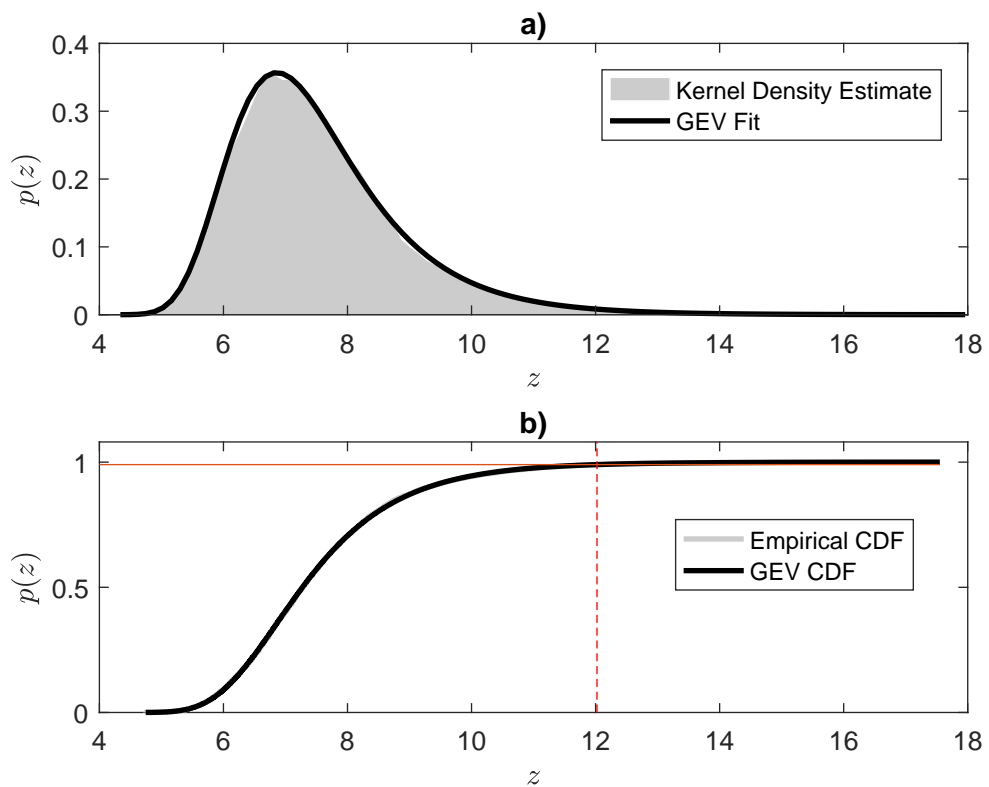 a)
0.4
0.3
0.2
0.1
0
p(z)
Kernel Density Estimate
GEV Fit
4 6 8 10 12 14 16 18
z
b)
1
0.5
0
p(z)
Empirical CDF
GEV CDF
4 6 8 10 12 14 16 18
z